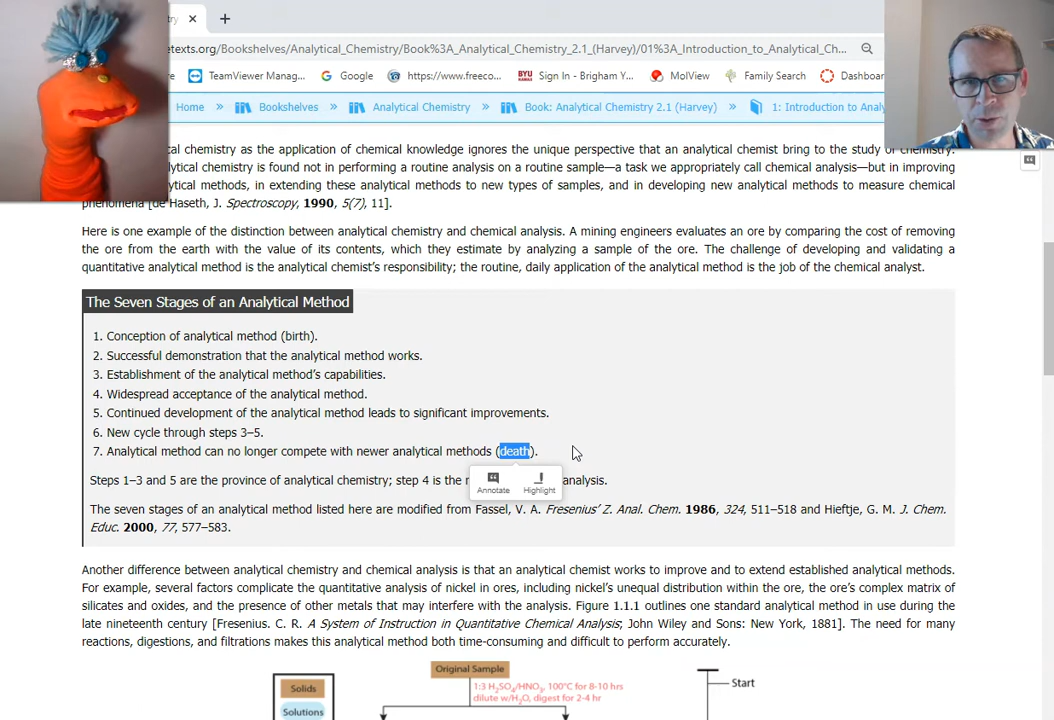 try
etexts.org/Bookshelves/Analytical_Chemistry/Book%3A_Analytical_Chemistry_2.1_(Harvey)/01%3A_Introduction_to_Analytical_Ch...
TeamViewer Manag... Google https://www.freeco... BYU Sign In - Brigham Y... MolView Family Search Dashboar
Home » Bookshelves » Analytical Chemistry » Book: Analytical Chemistry 2.1 (Harvey) » 1: Introduction to Analy
cal chemistry as the application of chemical knowledge ignores the unique perspective that an analytical chemist bring to the study of chemistry.
alytical chemistry is found not in performing a routine analysis on a routine sample—a task we appropriately call chemical analysis—but in improving
ytical methods, in extending these analytical methods to new types of samples, and in developing new analytical methods to measure chemical
phenomena [de Haseth, J. Spectroscopy, 1990, 5(7), 11].
Here is one example of the distinction between analytical chemistry and chemical analysis. A mining engineers evaluates an ore by comparing the cost of removing
the ore from the earth with the value of its contents, which they estimate by analyzing a sample of the ore. The challenge of developing and validating a
quantitative analytical method is the analytical chemist's responsibility; the routine, daily application of the analytical method is the job of the chemical analyst.
The Seven Stages of an Analytical Method
1. Conception of analytical method (birth).
2. Successful demonstration that the analytical method works.
3. Establishment of the analytical method's capabilities.
4. Widespread acceptance of the analytical method.
5. Continued development of the analytical method leads to significant improvements.
6. New cycle through steps 3–5.
7. Analytical method can no longer compete with newer analytical methods (death).
Steps 1–3 and 5 are the province of analytical chemistry; step 4 is the analysis.
Annotate Highlight
The seven stages of an analytical method listed here are modified from Fassel, V. A. Fresenius' Z. Anal. Chem. 1986, 324, 511–518 and Hieftje, G. M. J. Chem.
Educ. 2000, 77, 577–583.
Another difference between analytical chemistry and chemical analysis is that an analytical chemist works to improve and to extend established analytical methods.
For example, several factors complicate the quantitative analysis of nickel in ores, including nickel's unequal distribution within the ore, the ore's complex matrix of
silicates and oxides, and the presence of other metals that may interfere with the analysis. Figure 1.1.1 outlines one standard analytical method in use during the
late nineteenth century [Fresenius. C. R. A System of Instruction in Quantitative Chemical Analysis; John Wiley and Sons: New York, 1881]. The need for many
reactions, digestions, and filtrations makes this analytical method both time-consuming and difficult to perform accurately.
Original Sample
Solids
Solutions
1:3 H2SO4/HNO3, 100°C for 8-10 hrs
dilute w/H2O, digest for 2-4 hr
Start